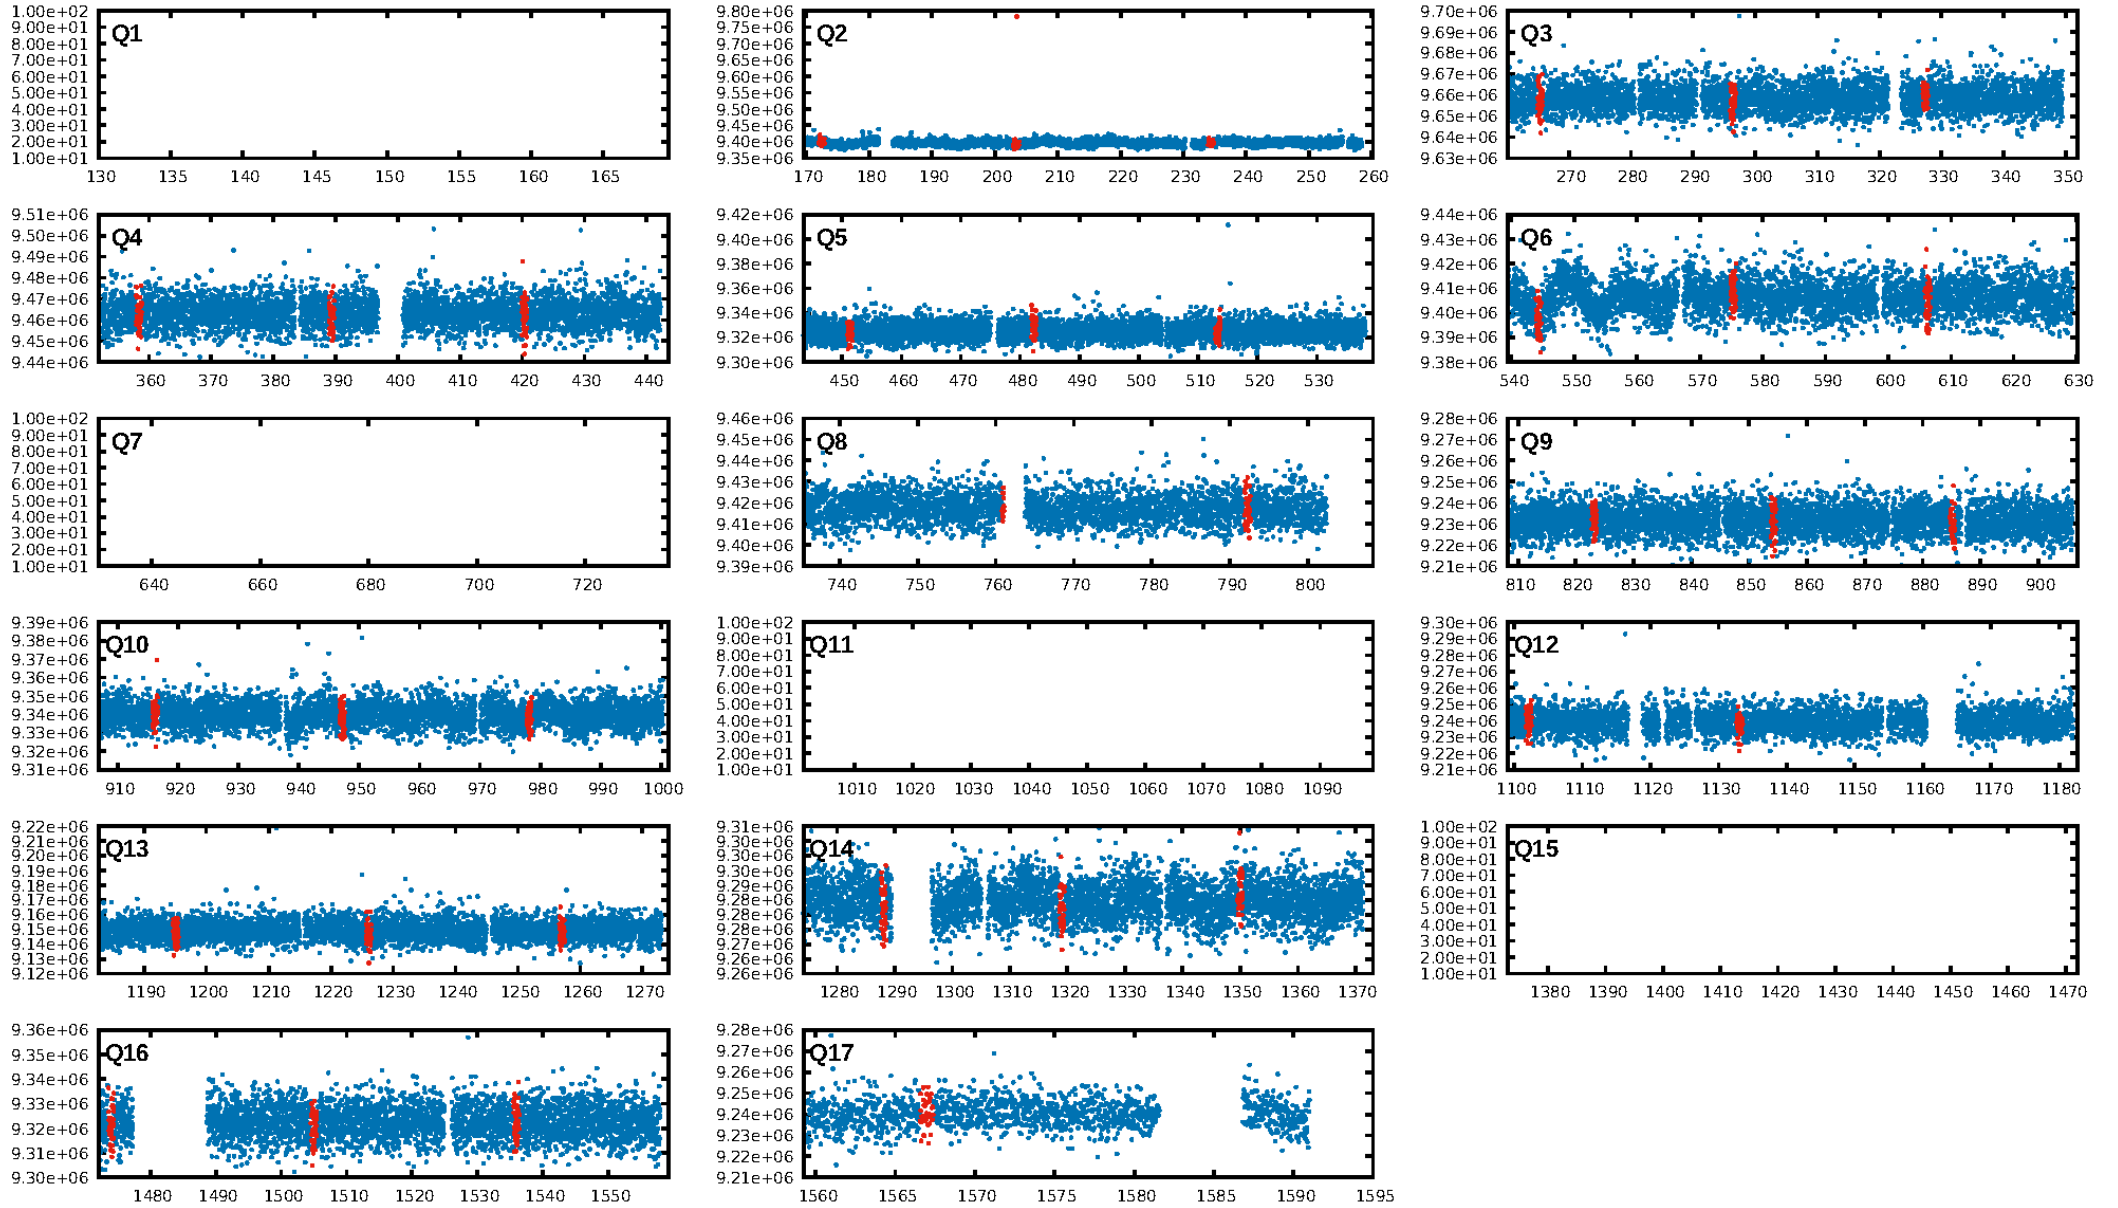 Q1
1.00e+02
9.00e+01
8.00e+01
7.00e+01
6.00e+01
5.00e+01
4.00e+01
3.00e+01
2.00e+01
1.00e+01
130 135 140 145 150 155 160 165
Q2
9.80e+06
9.75e+06
9.70e+06
9.65e+06
9.60e+06
9.55e+06
9.50e+06
9.45e+06
9.40e+06
9.35e+06
170 180 190 200 210 220 230 240 250 260
Q3
9.70e+06
9.69e+06
9.68e+06
9.67e+06
9.66e+06
9.65e+06
9.64e+06
9.63e+06
270 280 290 300 310 320 330 340 350
Q4
9.51e+06
9.50e+06
9.49e+06
9.48e+06
9.47e+06
9.46e+06
9.45e+06
9.44e+06
360 370 380 390 400 410 420 430 440
Q5
9.42e+06
9.40e+06
9.38e+06
9.36e+06
9.34e+06
9.32e+06
9.30e+06
450 460 470 480 490 500 510 520 530
Q6
9.44e+06
9.43e+06
9.42e+06
9.41e+06
9.40e+06
9.39e+06
9.38e+06
540 550 560 570 580 590 600 610 620 630
Q7
1.00e+02
9.00e+01
8.00e+01
7.00e+01
6.00e+01
5.00e+01
4.00e+01
3.00e+01
2.00e+01
1.00e+01
640 660 680 700 720
Q8
9.46e+06
9.45e+06
9.44e+06
9.43e+06
9.42e+06
9.41e+06
9.40e+06
9.39e+06
740 750 760 770 780 790 800
Q9
9.28e+06
9.27e+06
9.26e+06
9.25e+06
9.24e+06
9.23e+06
9.22e+06
9.21e+06
810 820 830 840 850 860 870 880 890 900
Q10
9.39e+06
9.38e+06
9.37e+06
9.36e+06
9.35e+06
9.34e+06
9.33e+06
9.32e+06
9.31e+06
910 920 930 940 950 960 970 980 990 1000
Q11
1.00e+02
9.00e+01
8.00e+01
7.00e+01
6.00e+01
5.00e+01
4.00e+01
3.00e+01
2.00e+01
1.00e+01
1010 1020 1030 1040 1050 1060 1070 1080 1090
Q12
9.30e+06
9.29e+06
9.28e+06
9.27e+06
9.26e+06
9.25e+06
9.24e+06
9.23e+06
9.22e+06
9.21e+06
1100 1110 1120 1130 1140 1150 1160 1170 1180
Q13
9.22e+06
9.21e+06
9.20e+06
9.19e+06
9.18e+06
9.17e+06
9.16e+06
9.15e+06
9.14e+06
9.13e+06
9.12e+06
1190 1200 1210 1220 1230 1240 1250 1260 1270
Q14
9.31e+06
9.30e+06
9.30e+06
9.29e+06
9.29e+06
9.28e+06
9.28e+06
9.27e+06
9.27e+06
9.26e+06
9.26e+06
1280 1290 1300 1310 1320 1330 1340 1350 1360 1370
Q15
1.00e+02
9.00e+01
8.00e+01
7.00e+01
6.00e+01
5.00e+01
4.00e+01
3.00e+01
2.00e+01
1.00e+01
1380 1390 1400 1410 1420 1430 1440 1450 1460 1470
Q16
9.36e+06
9.35e+06
9.34e+06
9.33e+06
9.32e+06
9.31e+06
9.30e+06
1480 1490 1500 1510 1520 1530 1540 1550
Q17
9.28e+06
9.27e+06
9.26e+06
9.25e+06
9.24e+06
9.23e+06
9.22e+06
9.21e+06
1560 1565 1570 1575 1580 1585 1590 1595